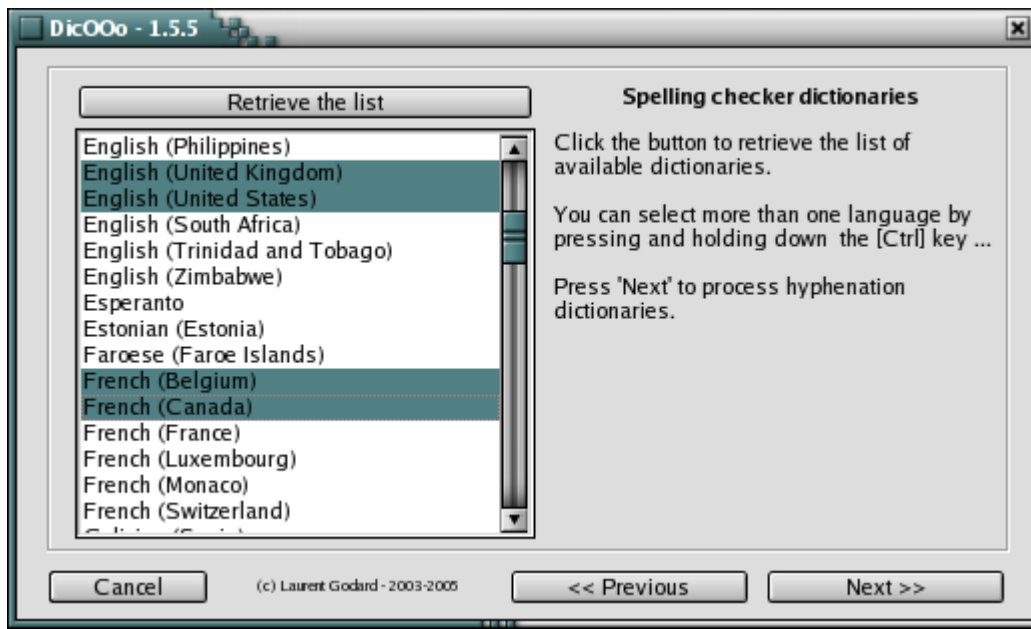 DicOOo - 1.5.5
Retrieve the list
English (Philippines)
English (United Kingdom)
English (United States)
English (South Africa)
English (Trinidad and Tobago)
English (Zimbabwe)
Esperanto
Estonian (Estonia)
Faroese (Faroe Islands)
French (Belgium)
French (Canada)
French (France)
French (Luxembourg)
French (Monaco)
French (Switzerland)
Spelling checker dictionaries
Click the button to retrieve the list of
available dictionaries.
You can select more than one language by
pressing and holding down  the [Ctrl] key ...
Press 'Next' to process hyphenation
dictionaries.
Cancel
(c) Laurent Godard - 2003-2005
<< Previous
Next >>